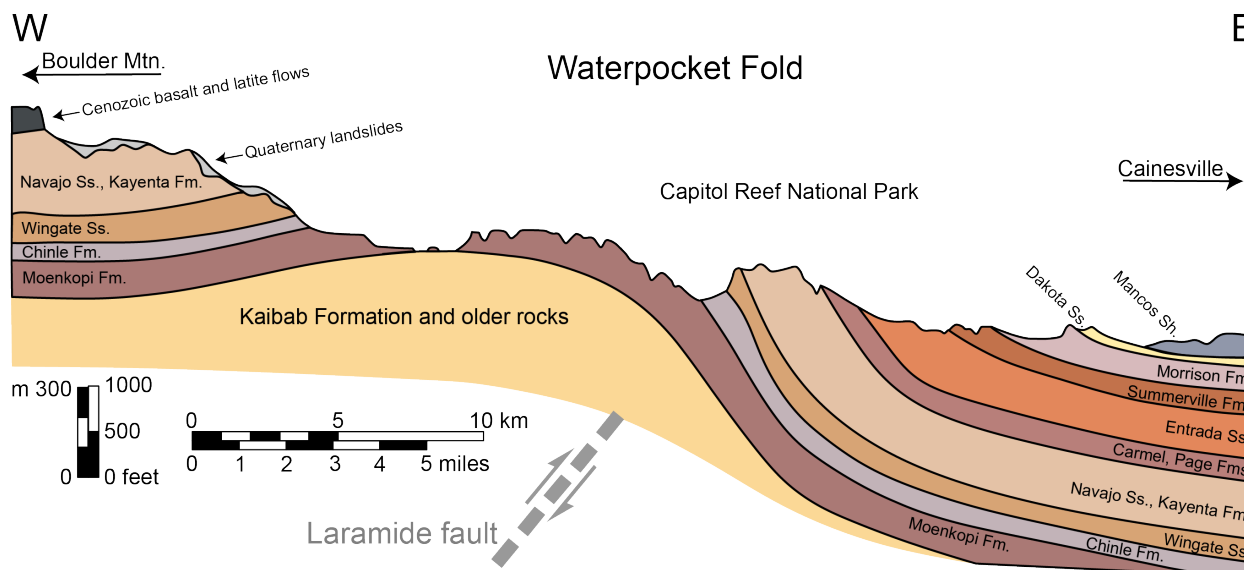 W
E
Boulder Mtn.
Waterpocket Fold
Cenozoic basalt and latite flows
Quaternary landslides
Cainesville
Capitol Reef National Park
Navajo Ss., Kayenta Fm.
Wingate Ss.
Chinle Fm.
Moenkopi Fm.
Kaibab Formation and older rocks
Dakota Ss.
Mancos Sh.
Morrison Fm
Summerville Fm
Entrada Ss
Carmel, Page Fms
Navajo Ss., Kayenta Fm
Wingate Ss
Chinle Fm.
Moenkopi Fm.
m 300 1000
500
0 0 feet
0 5 10 km
0 1 2 3 4 5 miles
Laramide fault